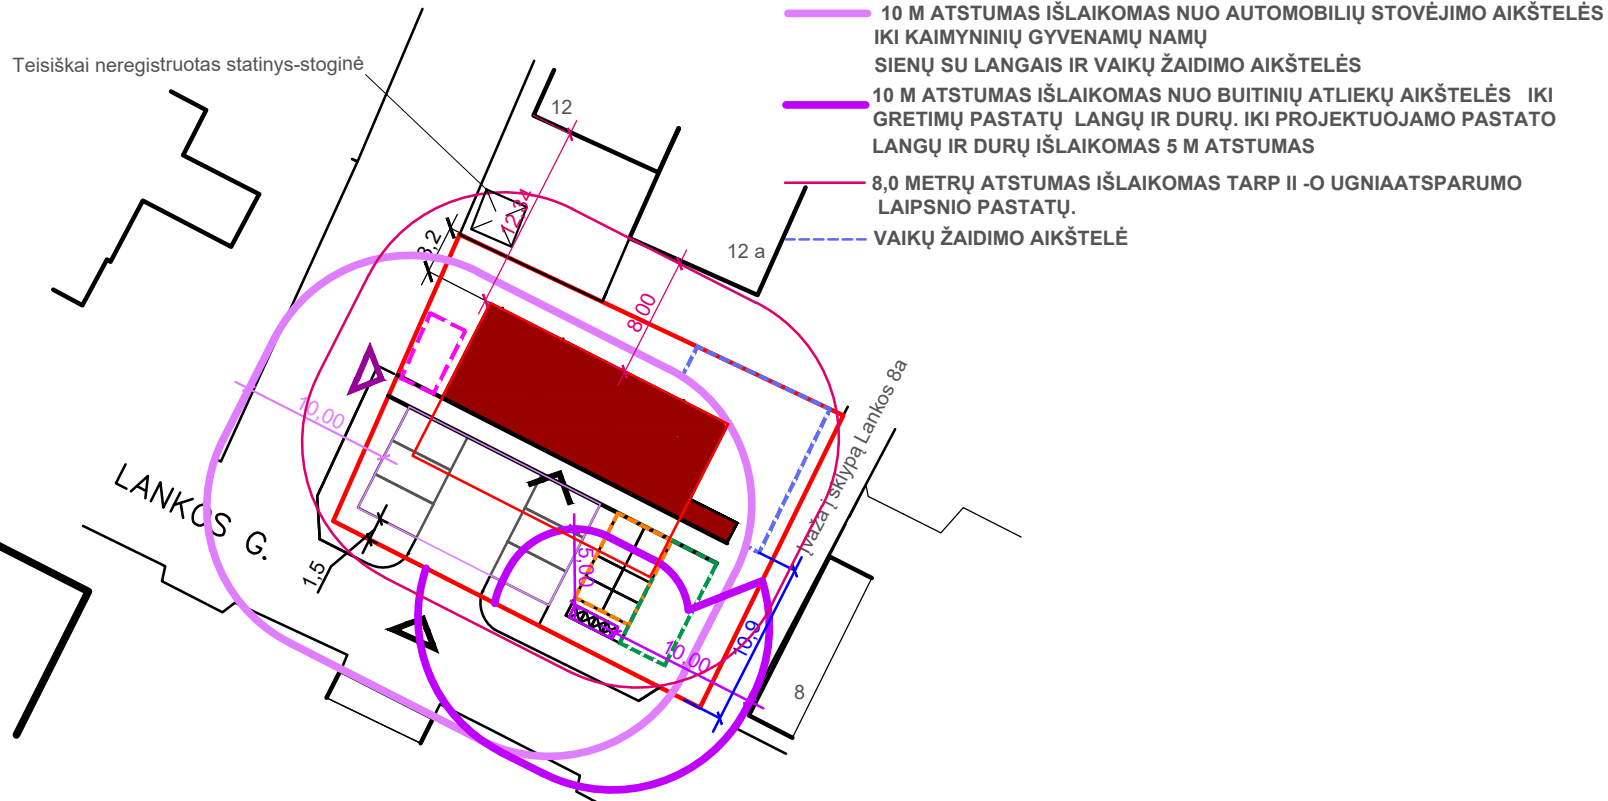 10 M ATSTUMAS IŠLAIKOMAS NUO AUTOMOBILIŲ STOVĖJIMO AIKŠTELĖS
IKI KAIMYNINIŲ GYVENAMŲ NAMŲ
SIENŲ SU LANGAIS IR VAIKŲ ŽAIDIMO AIKŠTELĖS
10 M ATSTUMAS IŠLAIKOMAS NUO BUITINIŲ ATLIEKŲ AIKŠTELĖS IKI
GRETIMŲ PASTATŲ LANGŲ IR DURŲ. IKI PROJEKTUOJAMO PASTATO
LANGŲ IR DURŲ IŠLAIKOMAS 5 M ATSTUMAS
8,0 METRŲ ATSTUMAS IŠLAIKOMAS TARP II -O UGNIAATSPARUMO
LAIPSNIO PASTATŲ.
VAIKŲ ŽAIDIMO AIKŠTELĖ
Teisiškai neregistruotas statinys-stoginė
12
12,34
3,2
12 a
8,00
10,00
Įvaža į sklypą Lankos 8a
LANKOS G.
1,5
5,00
10,00
10,9
8